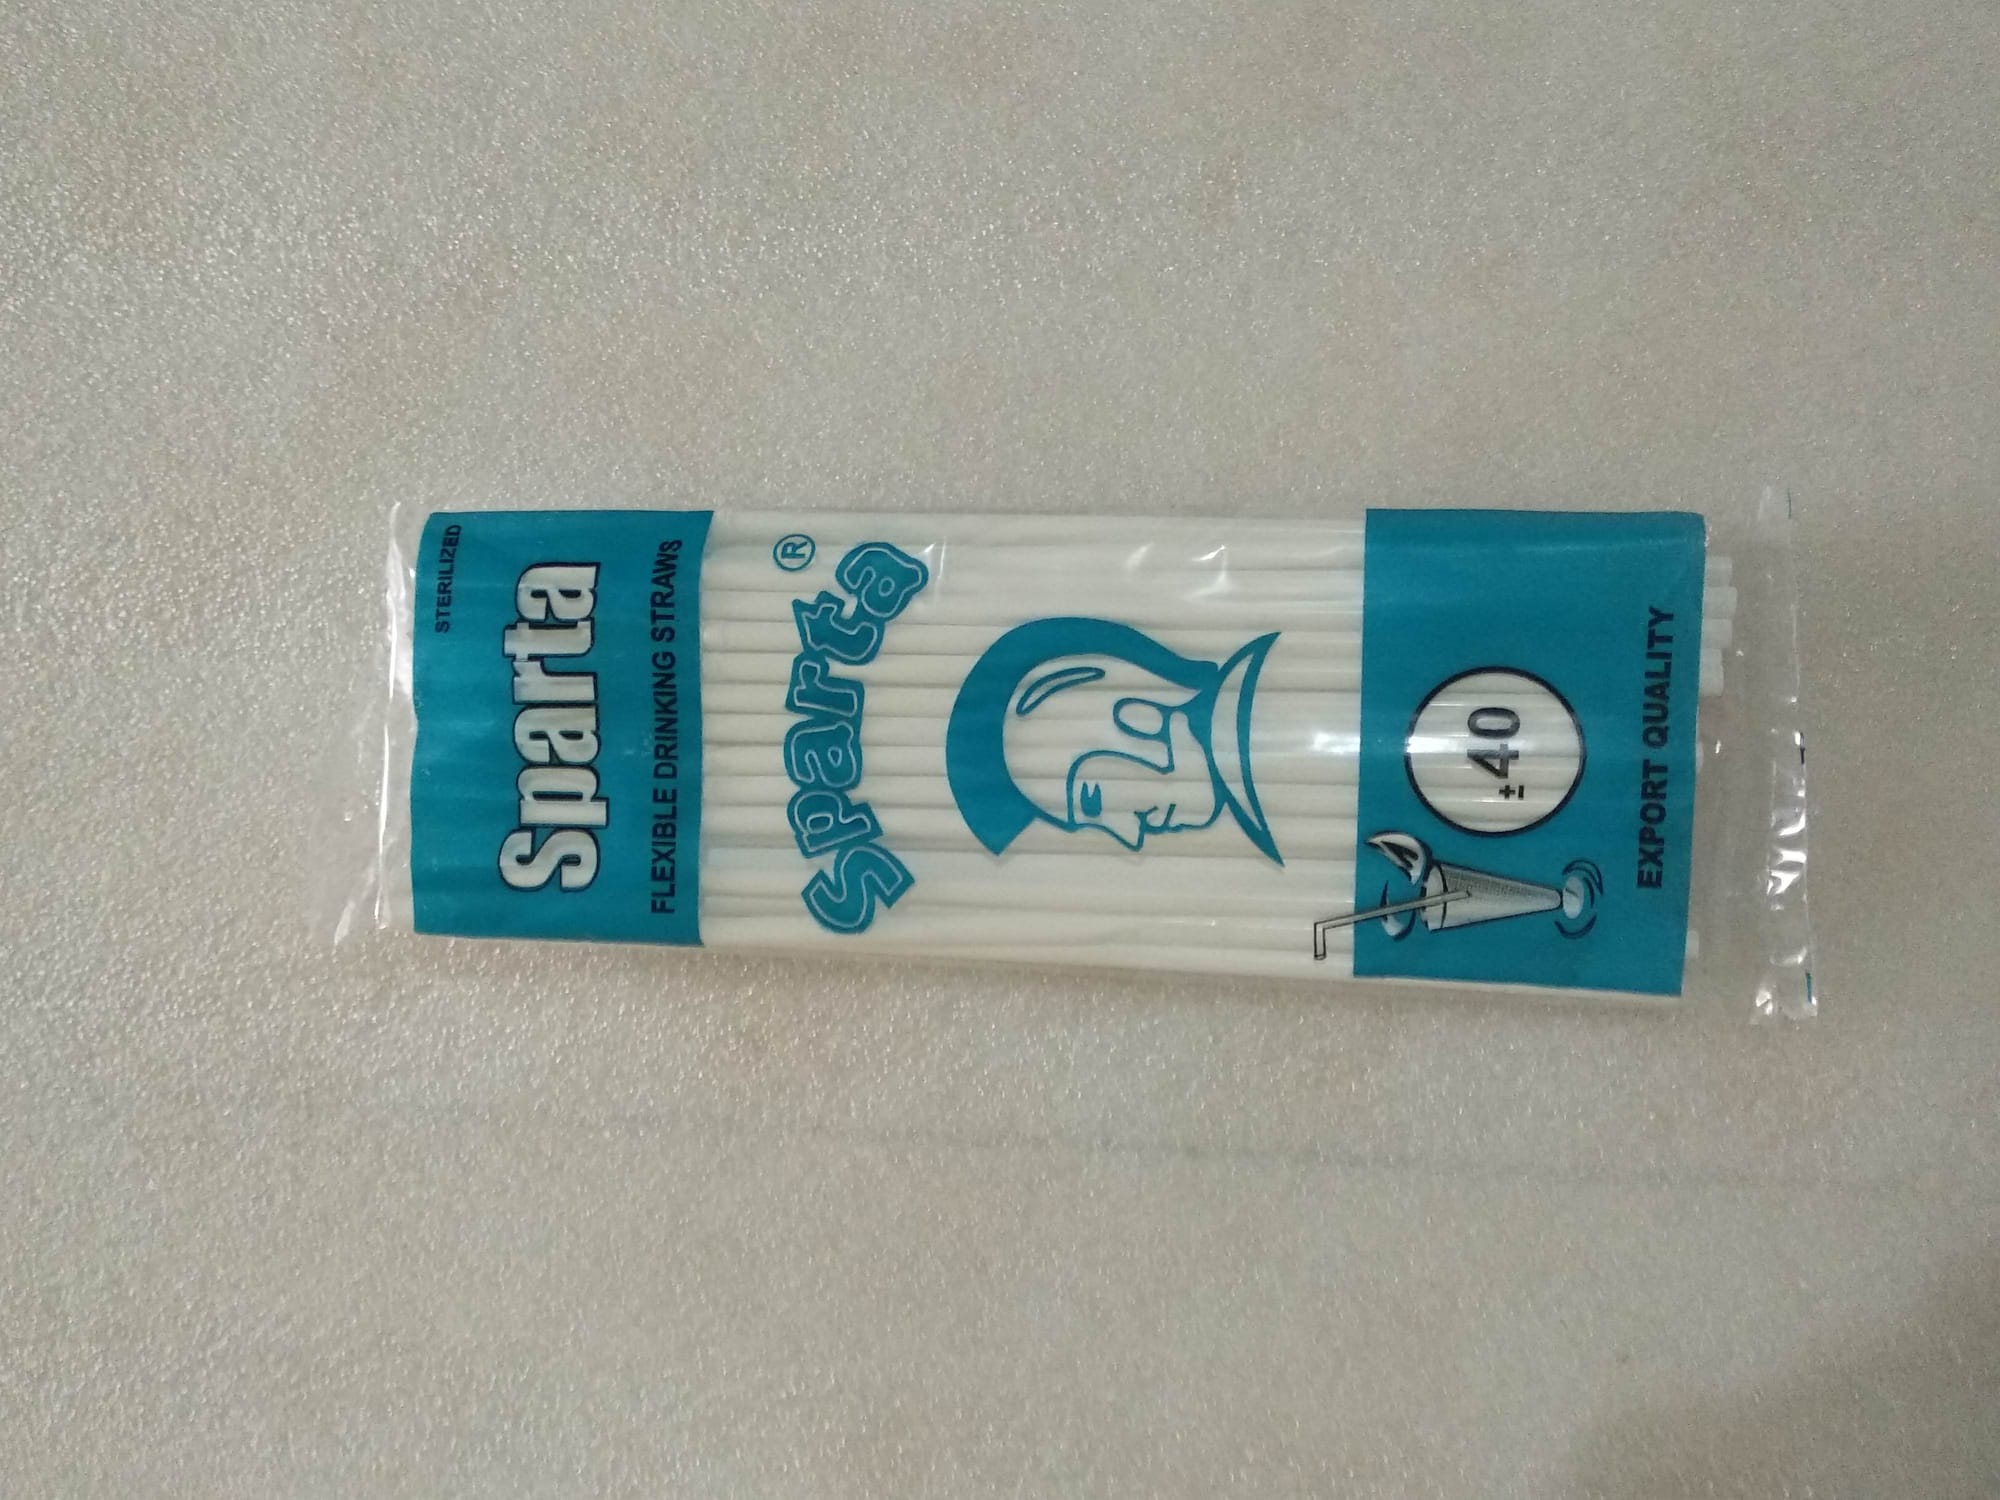 STERILIZED
Sparta
FLEXIBLE DRINKING STRAWS
Sparta ®
±40
EXPORT QUALITY